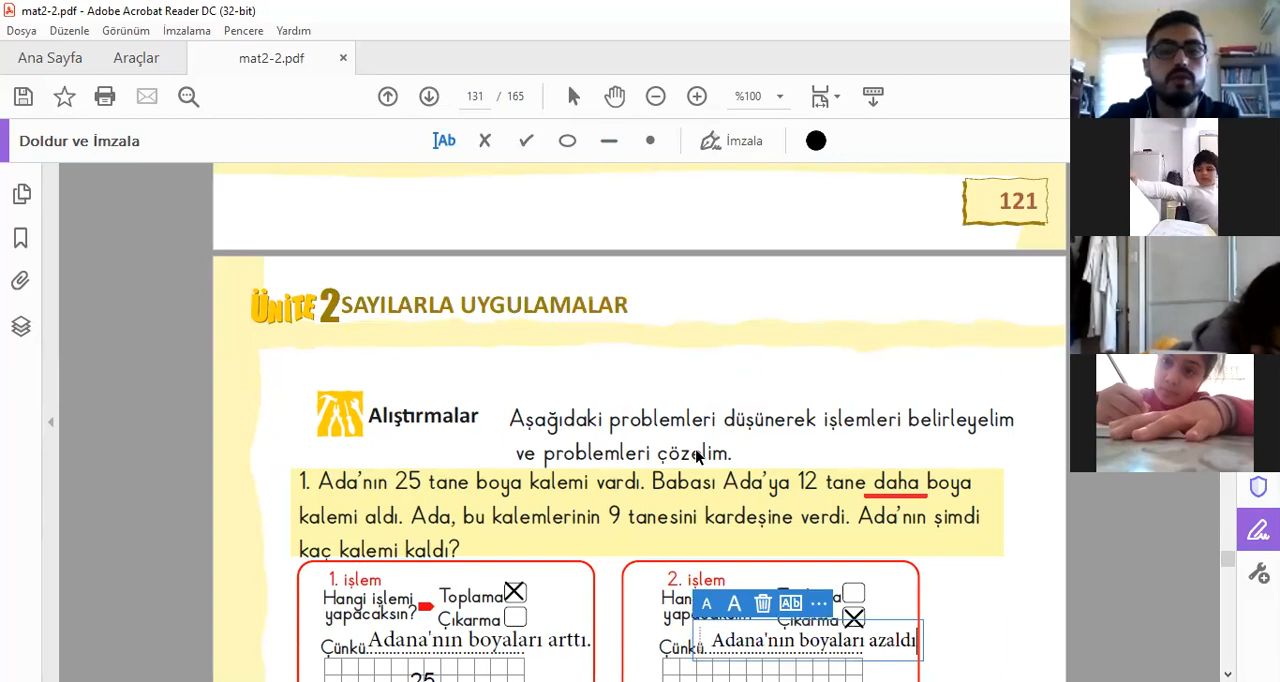 mat2-2.pdf - Adobe Acrobat Reader DC (32-bit)
Dosya Düzenle Görünüm İmzalama Pencere Yardım
Ana Sayfa Araçlar mat2-2.pdf ×
131 / 165 %100
Doldur ve İmzala Ab İmzala
121
ÜNİTE 2 SAYILARLA UYGULAMALAR
Alıştırmalar Aşağıdaki problemleri düşünerek işlemleri belirleyelim
ve problemleri çözelim.
1. Ada'nın 25 tane boya kalemi vardı. Babası Ada'ya 12 tane daha boya
kalemi aldı. Ada, bu kalemlerinin 9 tanesini kardeşine verdi. Ada'nın şimdi
kaç kalemi kaldı?
1. işlem
Hangi işlemi
yapacaksın?
Toplama X
Çıkarma
Çünkü Adana'nın boyaları arttı.
25
2. işlem
A A Ab ...
Çıkarma X
Çünkü Adana'nın boyaları azaldı